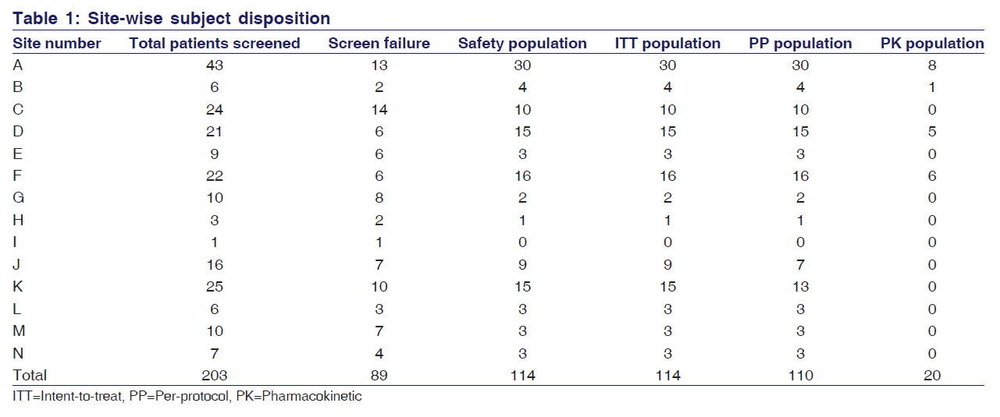 Table 1: Site-wise subject disposition
Site number Total patients screened Screen failure Safety population ITT population PP population PK population
A 43 13 30 30 30 8
B 6 2 4 4 4 1
C 24 14 10 10 10 0
D 21 6 15 15 15 5
E 9 6 3 3 3 0
F 22 6 16 16 16 6
G 10 8 2 2 2 0
H 3 2 1 1 1 0
I 1 1 0 0 0 0
J 16 7 9 9 7 0
K 25 10 15 15 13 0
L 6 3 3 3 3 0
M 10 7 3 3 3 0
N 7 4 3 3 3 0
Total 203 89 114 114 110 20
ITT=Intent-to-treat, PP=Per-protocol, PK=Pharmacokinetic